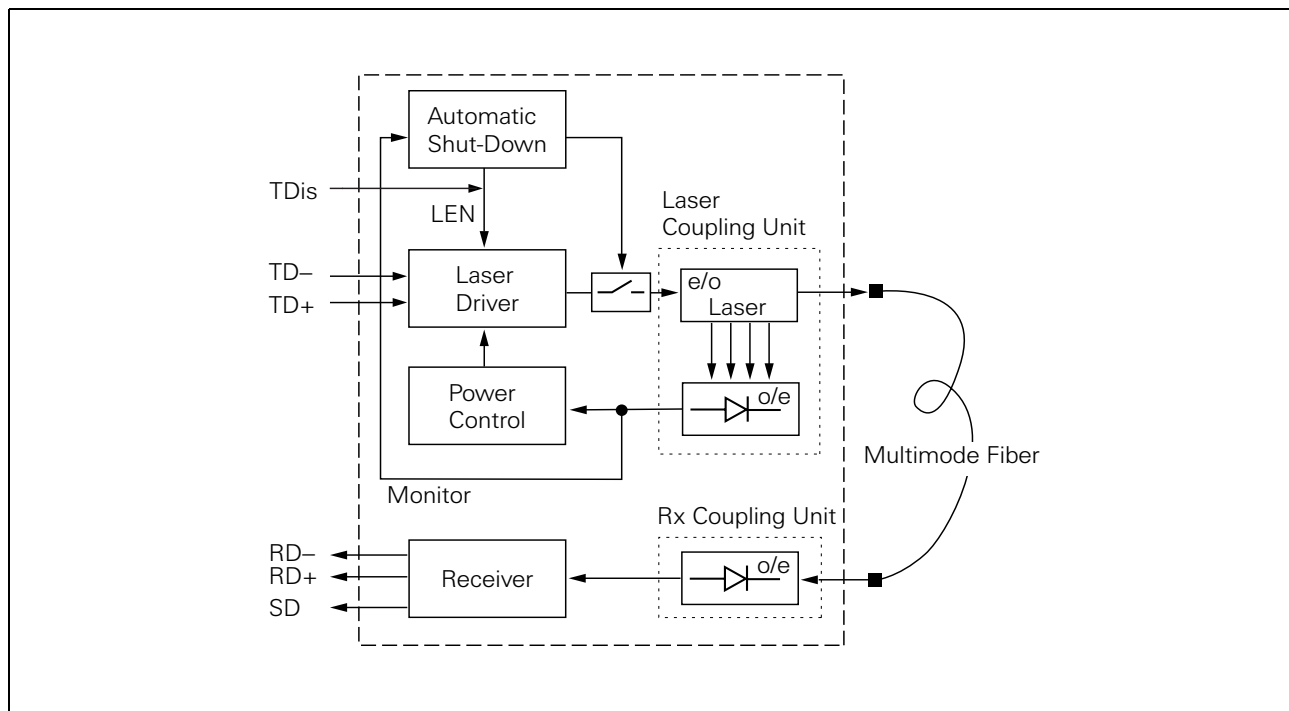 Automatic
Shut-Down
TDis
LEN
Laser
Coupling Unit
TD–
TD+
Laser
Driver
e/o
Laser
Power
Control
o/e
Multimode Fiber
Monitor
Rx Coupling Unit
RD–
RD+
SD
Receiver
o/e